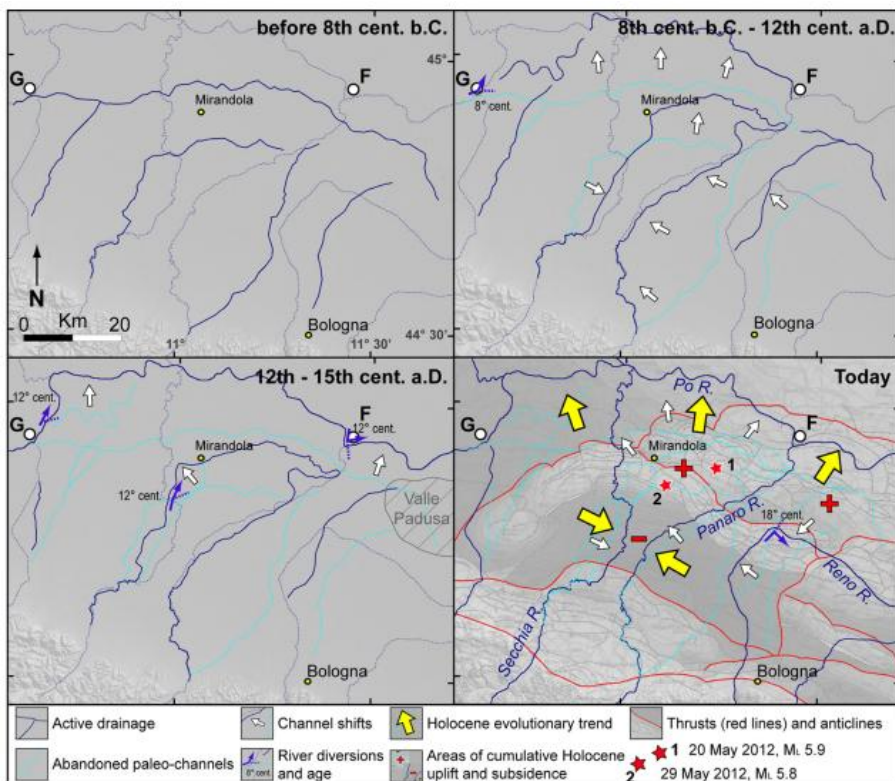 before 8th cent. b.C.
G
F
Mirandola
N
Km
0 20
Bologna
11°
11° 30'
8th cent. b.C. - 12th cent. a.D.
45°
G
F
8° cent.
Mirandola
Bologna
44° 30'
12th - 15th cent. a.D.
12° cent.
G
F
12° cent.
Mirandola
12° cent.
Valle
Padusa
Bologna
Today
Po R.
G
F
Mirandola
1
2
Panaro R.
18° cent.
Reno R.
Secchia R.
Bologna
Active drainage
Channel shifts
Holocene evolutionary trend
Thrusts (red lines) and anticlines
Abandoned paleo-channels
8° cent.
River diversions
and age
Areas of cumulative Holocene
uplift and subsidence
1 20 May 2012, ML 5.9
2 29 May 2012, ML 5.8